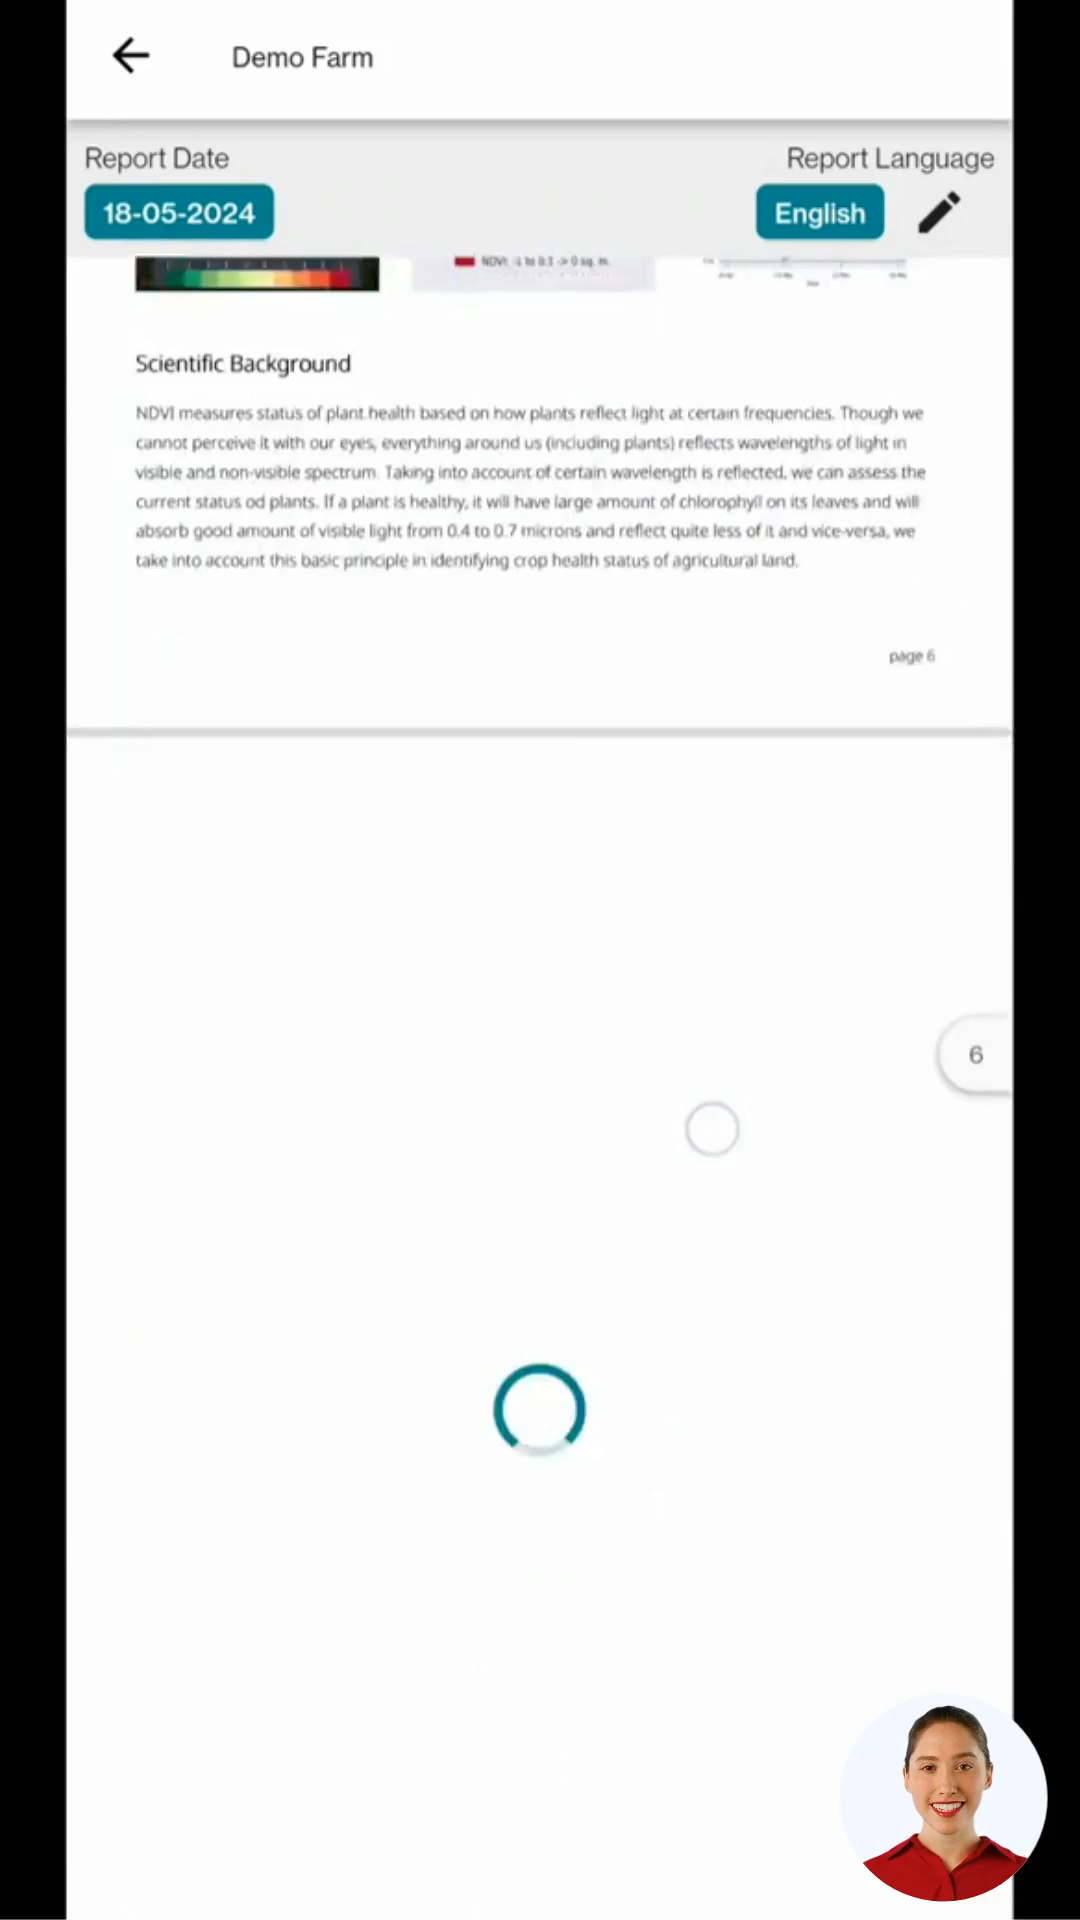 Demo Farm
Report Date
Report Language
18-05-2024
English
Scientific Background
NDVI measures status of plant health based on how plants reflect light at certain frequencies. Though we
cannot perceive it with our eyes, everything around us (including plants) reflects wavelengths of light in
visible and non-visible spectrum. Taking into account of certain wavelength is reflected, we can assess the
current status od plants. If a plant is healthy, it will have large amount of chlorophyll on its leaves and will
absorb good amount of visible light from 0.4 to 0.7 microns and reflect quite less of it and vice-versa, we
take into account this basic principle in identifying crop health status of agricultural land.
page 6
6